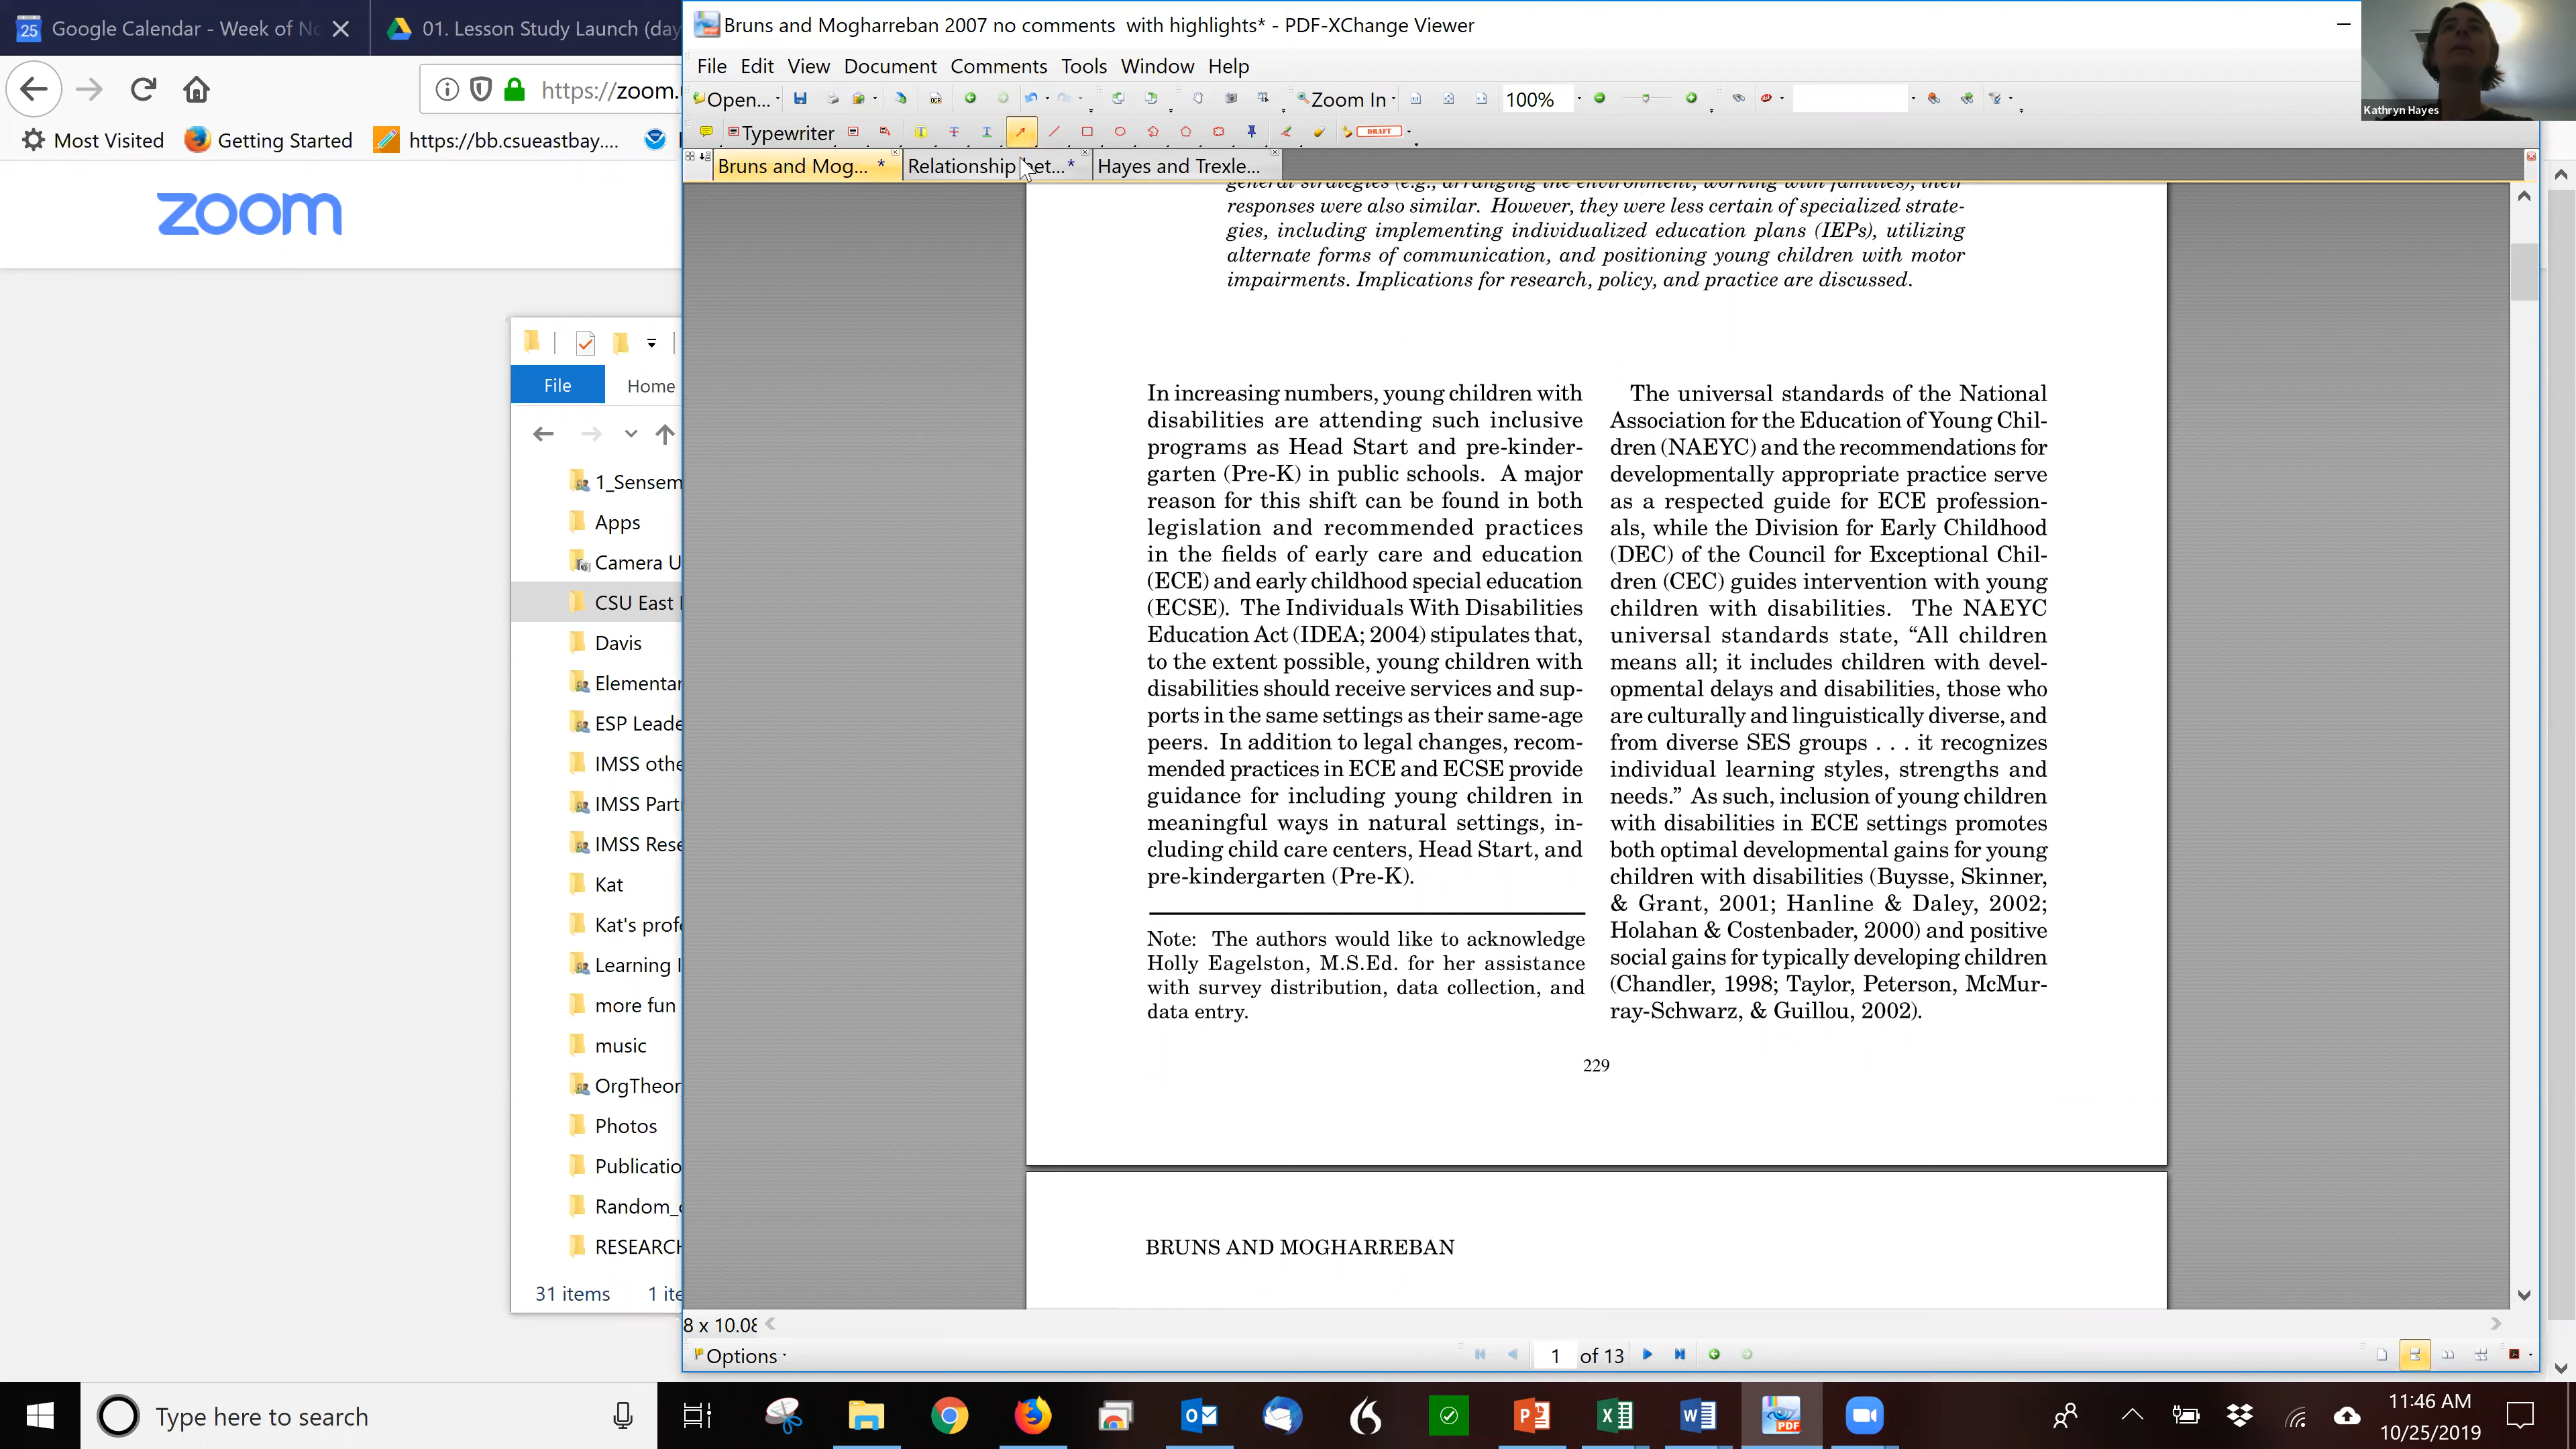 25 Google Calendar - Week of No
01. Lesson Study Launch (day
https://zoom.
Most Visited
Getting Started
https://bb.csueastbay.
zoom
File
Home
1_Sensem
Apps
Camera U
CSU East
Davis
Elementar
ESP Leade
IMSS othe
IMSS Part
IMSS Rese
Kat
Kat's prof
Learning I
more fun
music
OrgTheor
Photos
Publicatio
Random_
RESEARCH
31 items
1 ite
Bruns and Mogharreban 2007 no comments with highlights* - PDF-XChange Viewer
File Edit View Document Comments Tools Window Help
Open...
OCR
Zoom In
100%
Typewriter
DRAFT
Bruns and Mog... *
Relationship bet... *
Hayes and Trexle...
Kathryn Hayes
general strategies (e.g., arranging the environment, working with families), their
responses were also similar. However, they were less certain of specialized strate-
gies, including implementing individualized education plans (IEPs), utilizing
alternate forms of communication, and positioning young children with motor
impairments. Implications for research, policy, and practice are discussed.
In increasing numbers, young children with
disabilities are attending such inclusive
programs as Head Start and pre-kinder-
garten (Pre-K) in public schools. A major
reason for this shift can be found in both
legislation and recommended practices
in the fields of early care and education
(ECE) and early childhood special education
(ECSE). The Individuals With Disabilities
Education Act (IDEA; 2004) stipulates that,
to the extent possible, young children with
disabilities should receive services and sup-
ports in the same settings as their same-age
peers. In addition to legal changes, recom-
mended practices in ECE and ECSE provide
guidance for including young children in
meaningful ways in natural settings, in-
cluding child care centers, Head Start, and
pre-kindergarten (Pre-K).
Note: The authors would like to acknowledge
Holly Eagelston, M.S.Ed. for her assistance
with survey distribution, data collection, and
data entry.
The universal standards of the National
Association for the Education of Young Chil-
dren (NAEYC) and the recommendations for
developmentally appropriate practice serve
as a respected guide for ECE profession-
als, while the Division for Early Childhood
(DEC) of the Council for Exceptional Chil-
dren (CEC) guides intervention with young
children with disabilities. The NAEYC
universal standards state, “All children
means all; it includes children with devel-
opmental delays and disabilities, those who
are culturally and linguistically diverse, and
from diverse SES groups . . . it recognizes
individual learning styles, strengths and
needs.” As such, inclusion of young children
with disabilities in ECE settings promotes
both optimal developmental gains for young
children with disabilities (Buysse, Skinner,
& Grant, 2001; Hanline & Daley, 2002;
Holahan & Costenbader, 2000) and positive
social gains for typically developing children
(Chandler, 1998; Taylor, Peterson, McMur-
ray-Schwarz, & Guillou, 2002).
229
BRUNS AND MOGHARREBAN
8 x 10.08
Options
1 of 13
Type here to search
11:46 AM
10/25/2019